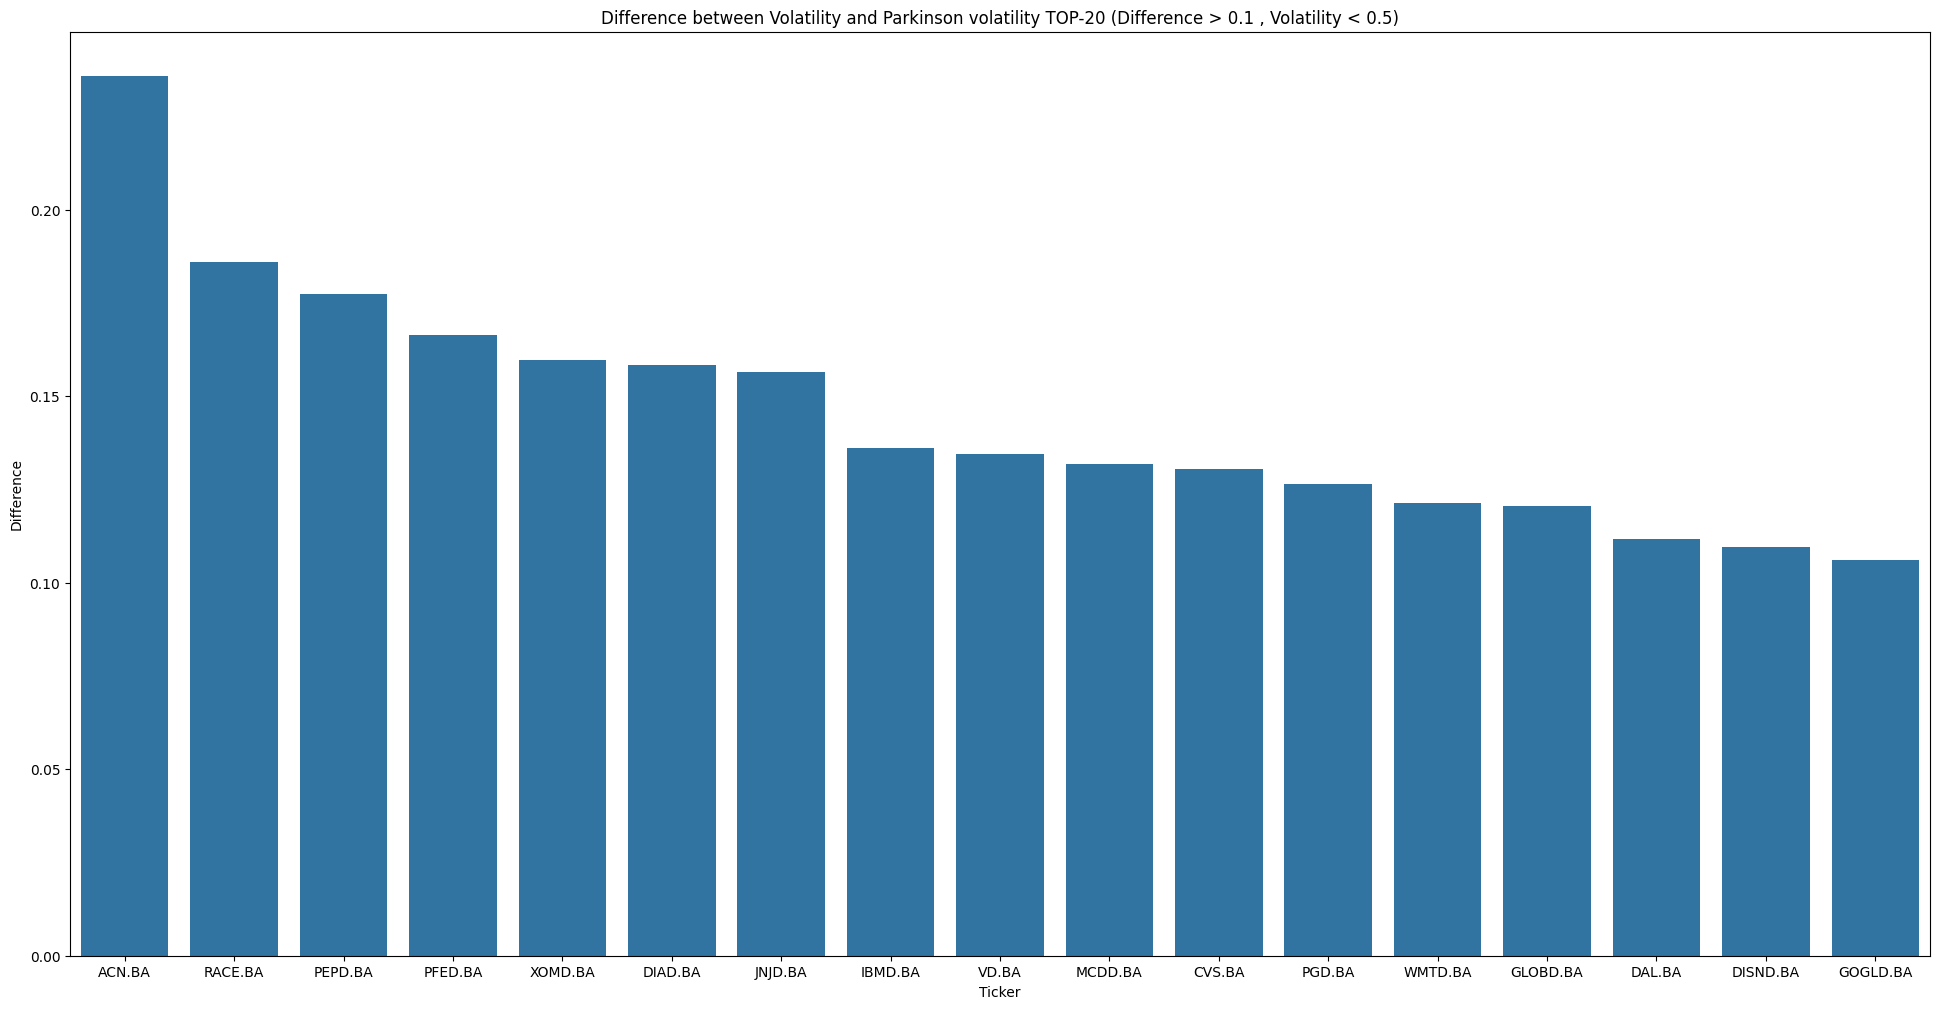 Difference between Volatility and Parkinson volatility TOP-20 (Difference > 0.1 , Volatility < 0.5)
Difference
0.20
0.15
0.10
0.05
0.00
ACN.BA RACE.BA PEPD.BA PFED.BA XOMD.BA DIAD.BA JNJD.BA IBMD.BA VD.BA MCDD.BA CVS.BA PGD.BA WMTD.BA GLOBD.BA DAL.BA DISND.BA GOGLD.BA
Ticker